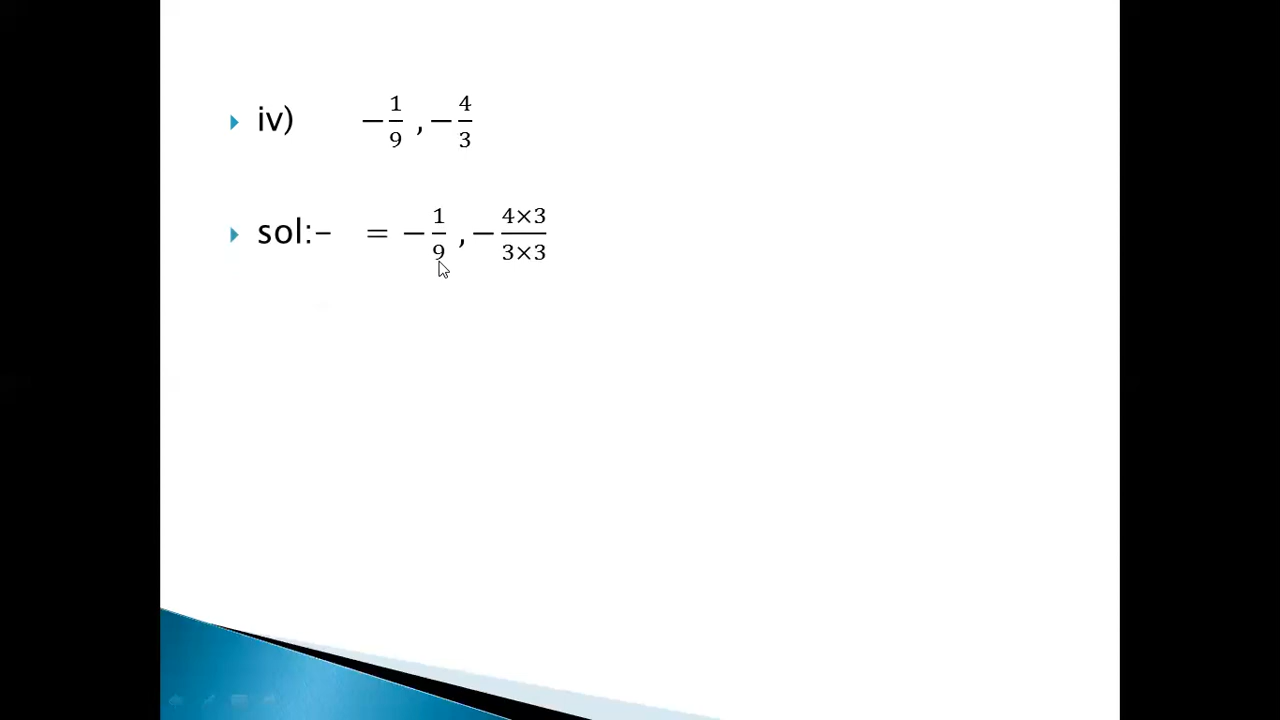 iv) −1/9 , −4/3
sol:− = −1/9 , −4×3/3×3